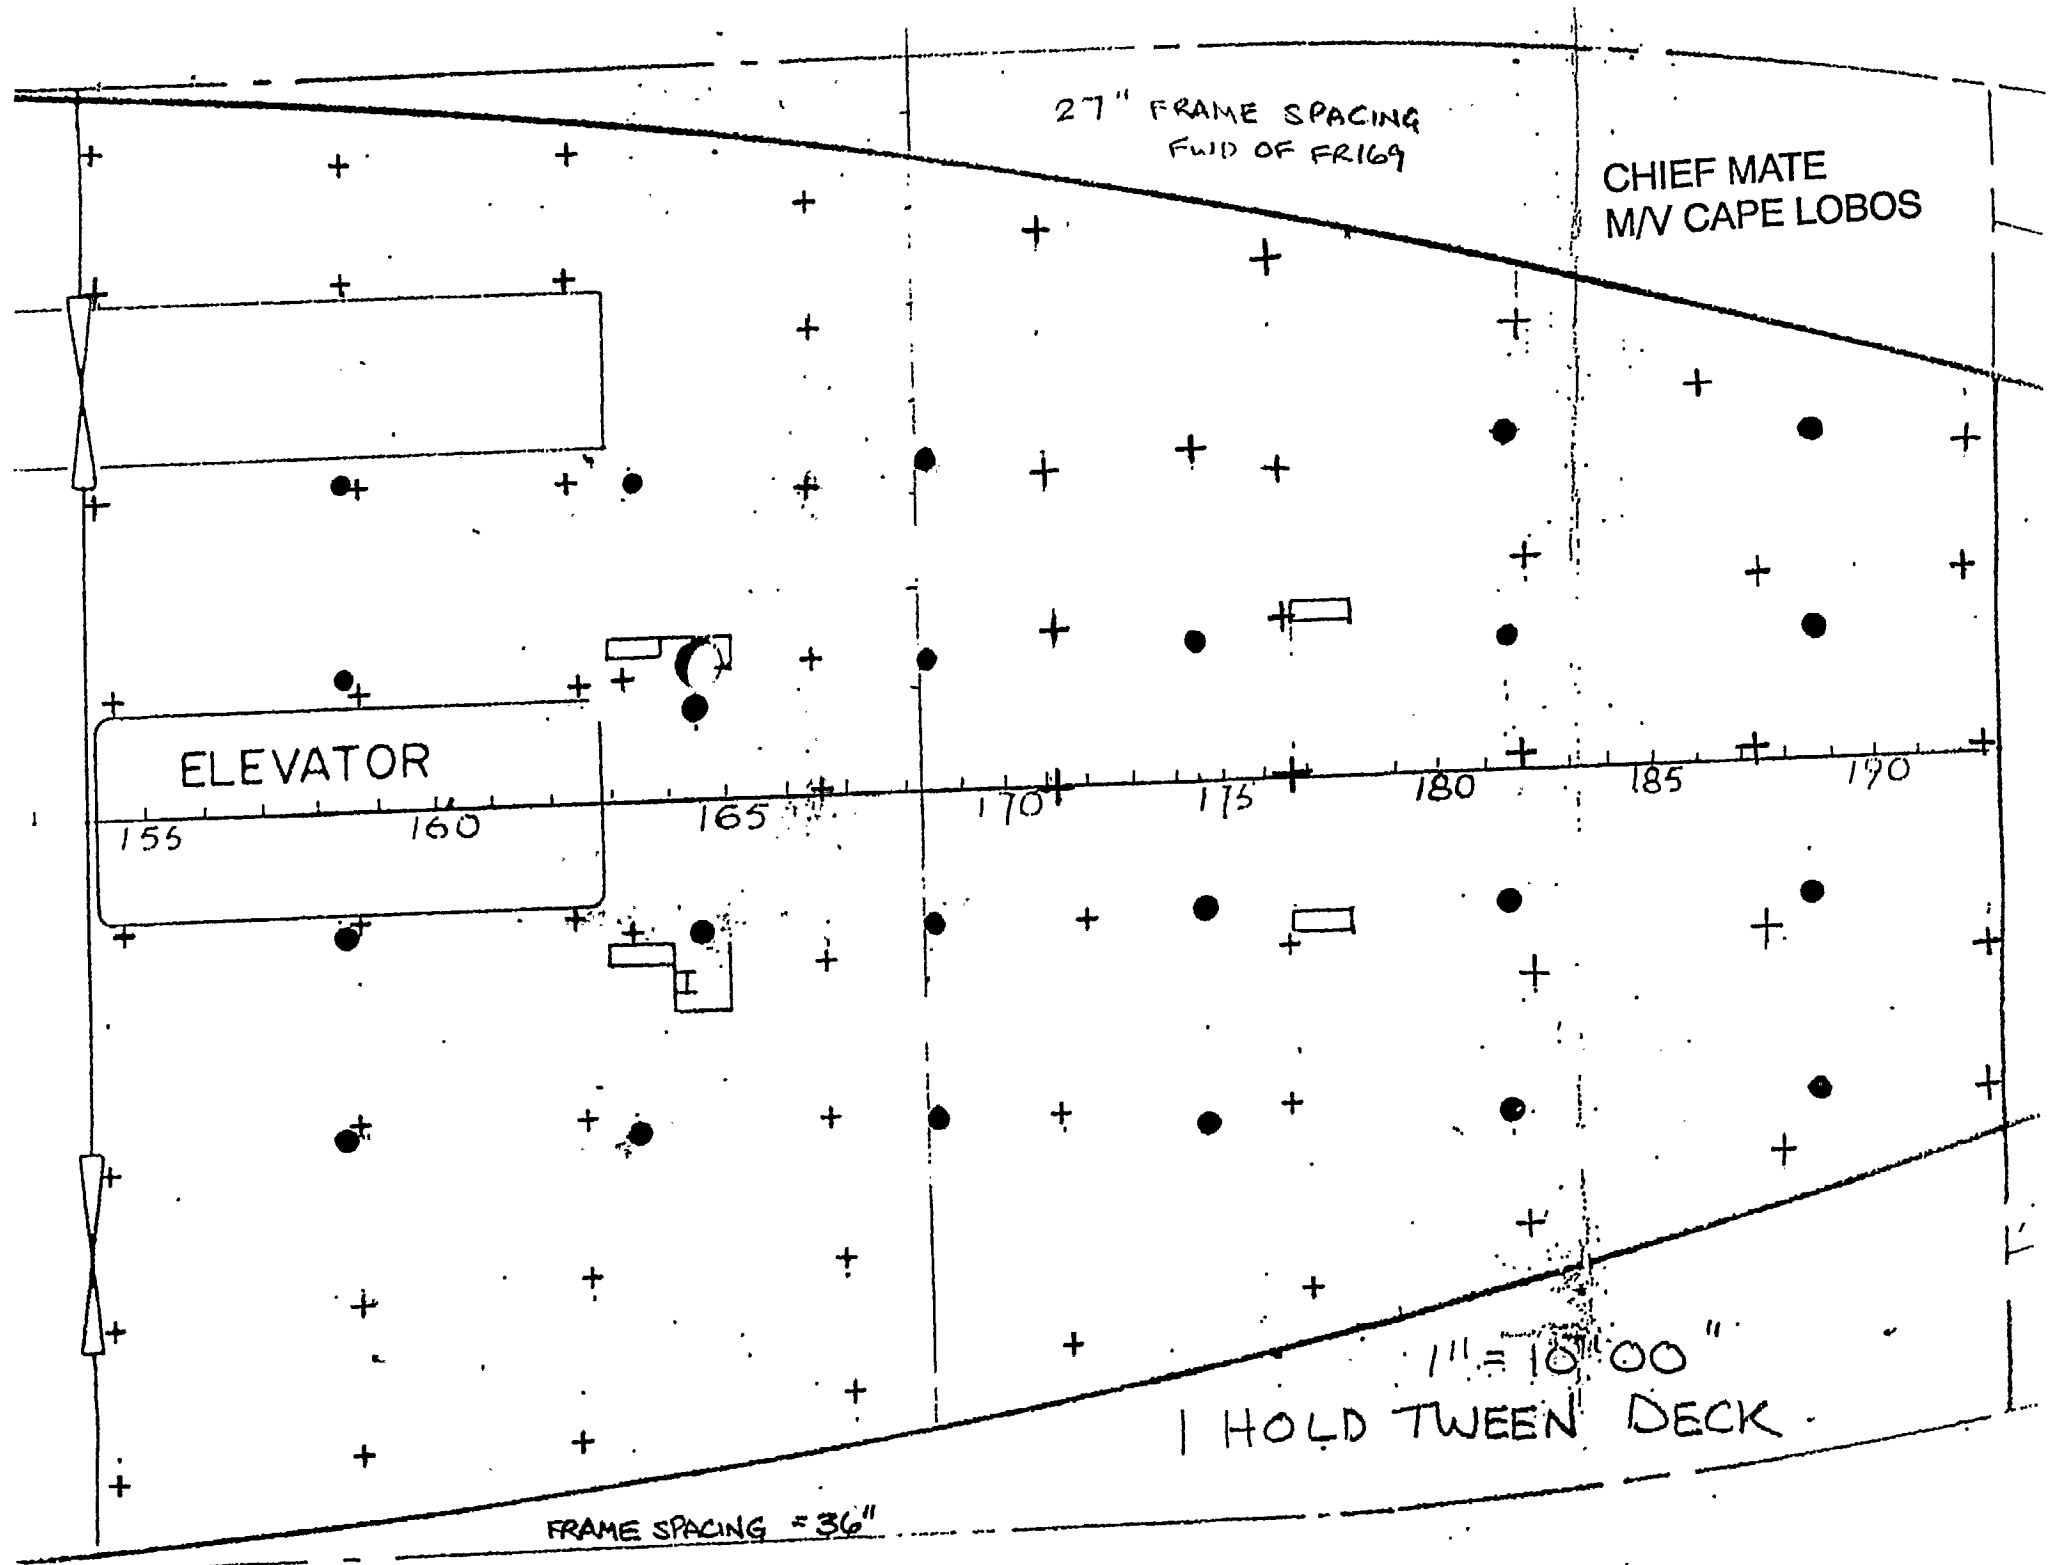 27" FRAME SPACING
FWD OF FR169
CHIEF MATE
M/V CAPE LOBOS
ELEVATOR
155 160 165 170 175 180 185 190
1" = 10' 00"
1 HOLD TWEEN DECK
FRAME SPACING = 36"